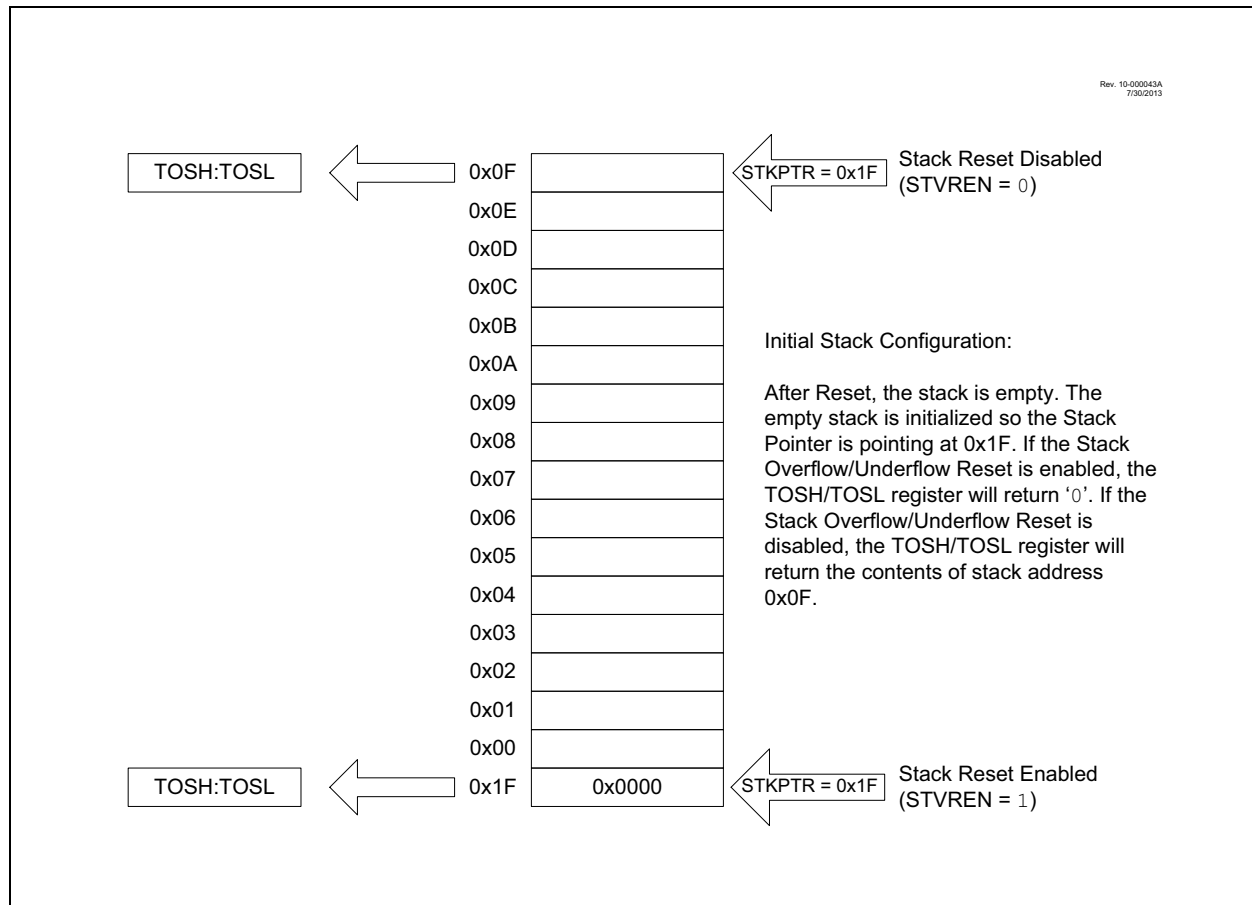 Rev. 10-000043A
7/30/2013
TOSH:TOSL
0x0F
STKPTR = 0x1F
Stack Reset Disabled
(STVREN = 0)
0x0E
0x0D
0x0C
0x0B
0x0A
0x09
0x08
0x07
0x06
0x05
0x04
0x03
0x02
0x01
0x00
Initial Stack Configuration:
After Reset, the stack is empty. The
empty stack is initialized so the Stack
Pointer is pointing at 0x1F. If the Stack
Overflow/Underflow Reset is enabled, the
TOSH/TOSL register will return ‘0’. If the
Stack Overflow/Underflow Reset is
disabled, the TOSH/TOSL register will
return the contents of stack address
0x0F.
TOSH:TOSL
0x1F
0x0000
STKPTR = 0x1F
Stack Reset Enabled
(STVREN = 1)